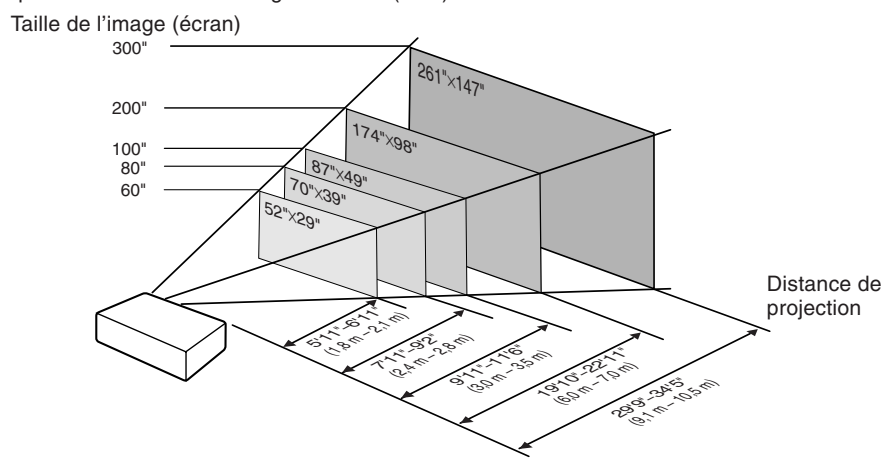 Taille de l'image (écran)
300"
261"×147"
200"
174"×98"
100"
87"×49"
80"
70"×39"
60"
52"×29"
Distance de
projection
5'11"–6'11"
(1,8 m – 2,1 m)
7'11"–9'2"
(2,4 m – 2,8 m)
9'11"–11'6"
(3,0 m – 3,5 m)
19'10"–22'11"
(6,0 m – 7,0 m)
29'9"–34'5"
(9,1 m – 10,5 m)